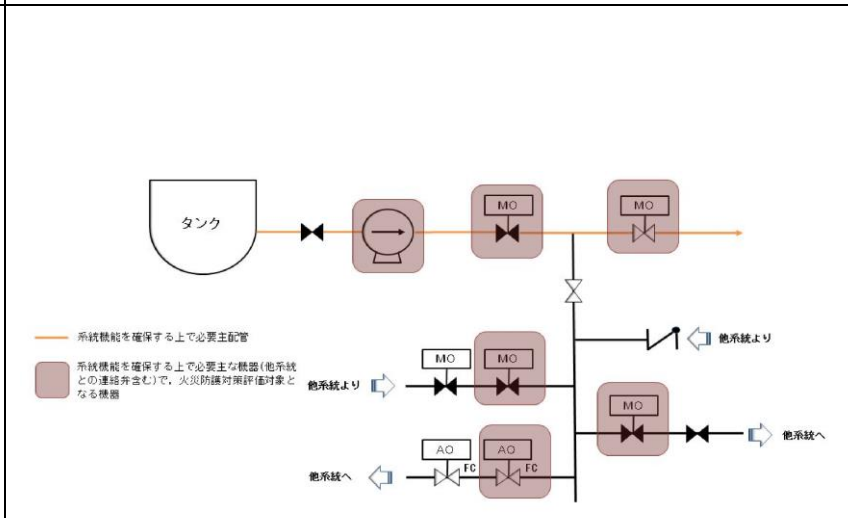 MO
MO
タンク
系統機能を確保する上で必要主配管
他系統より
系統機能を確保する上で必要主な機器(他系統
との連絡弁含む)で，火災防護対策評価対象と
なる機器
MO
MO
他系統より
MO
他系統へ
AO
AO
FC
FC
他系統へ